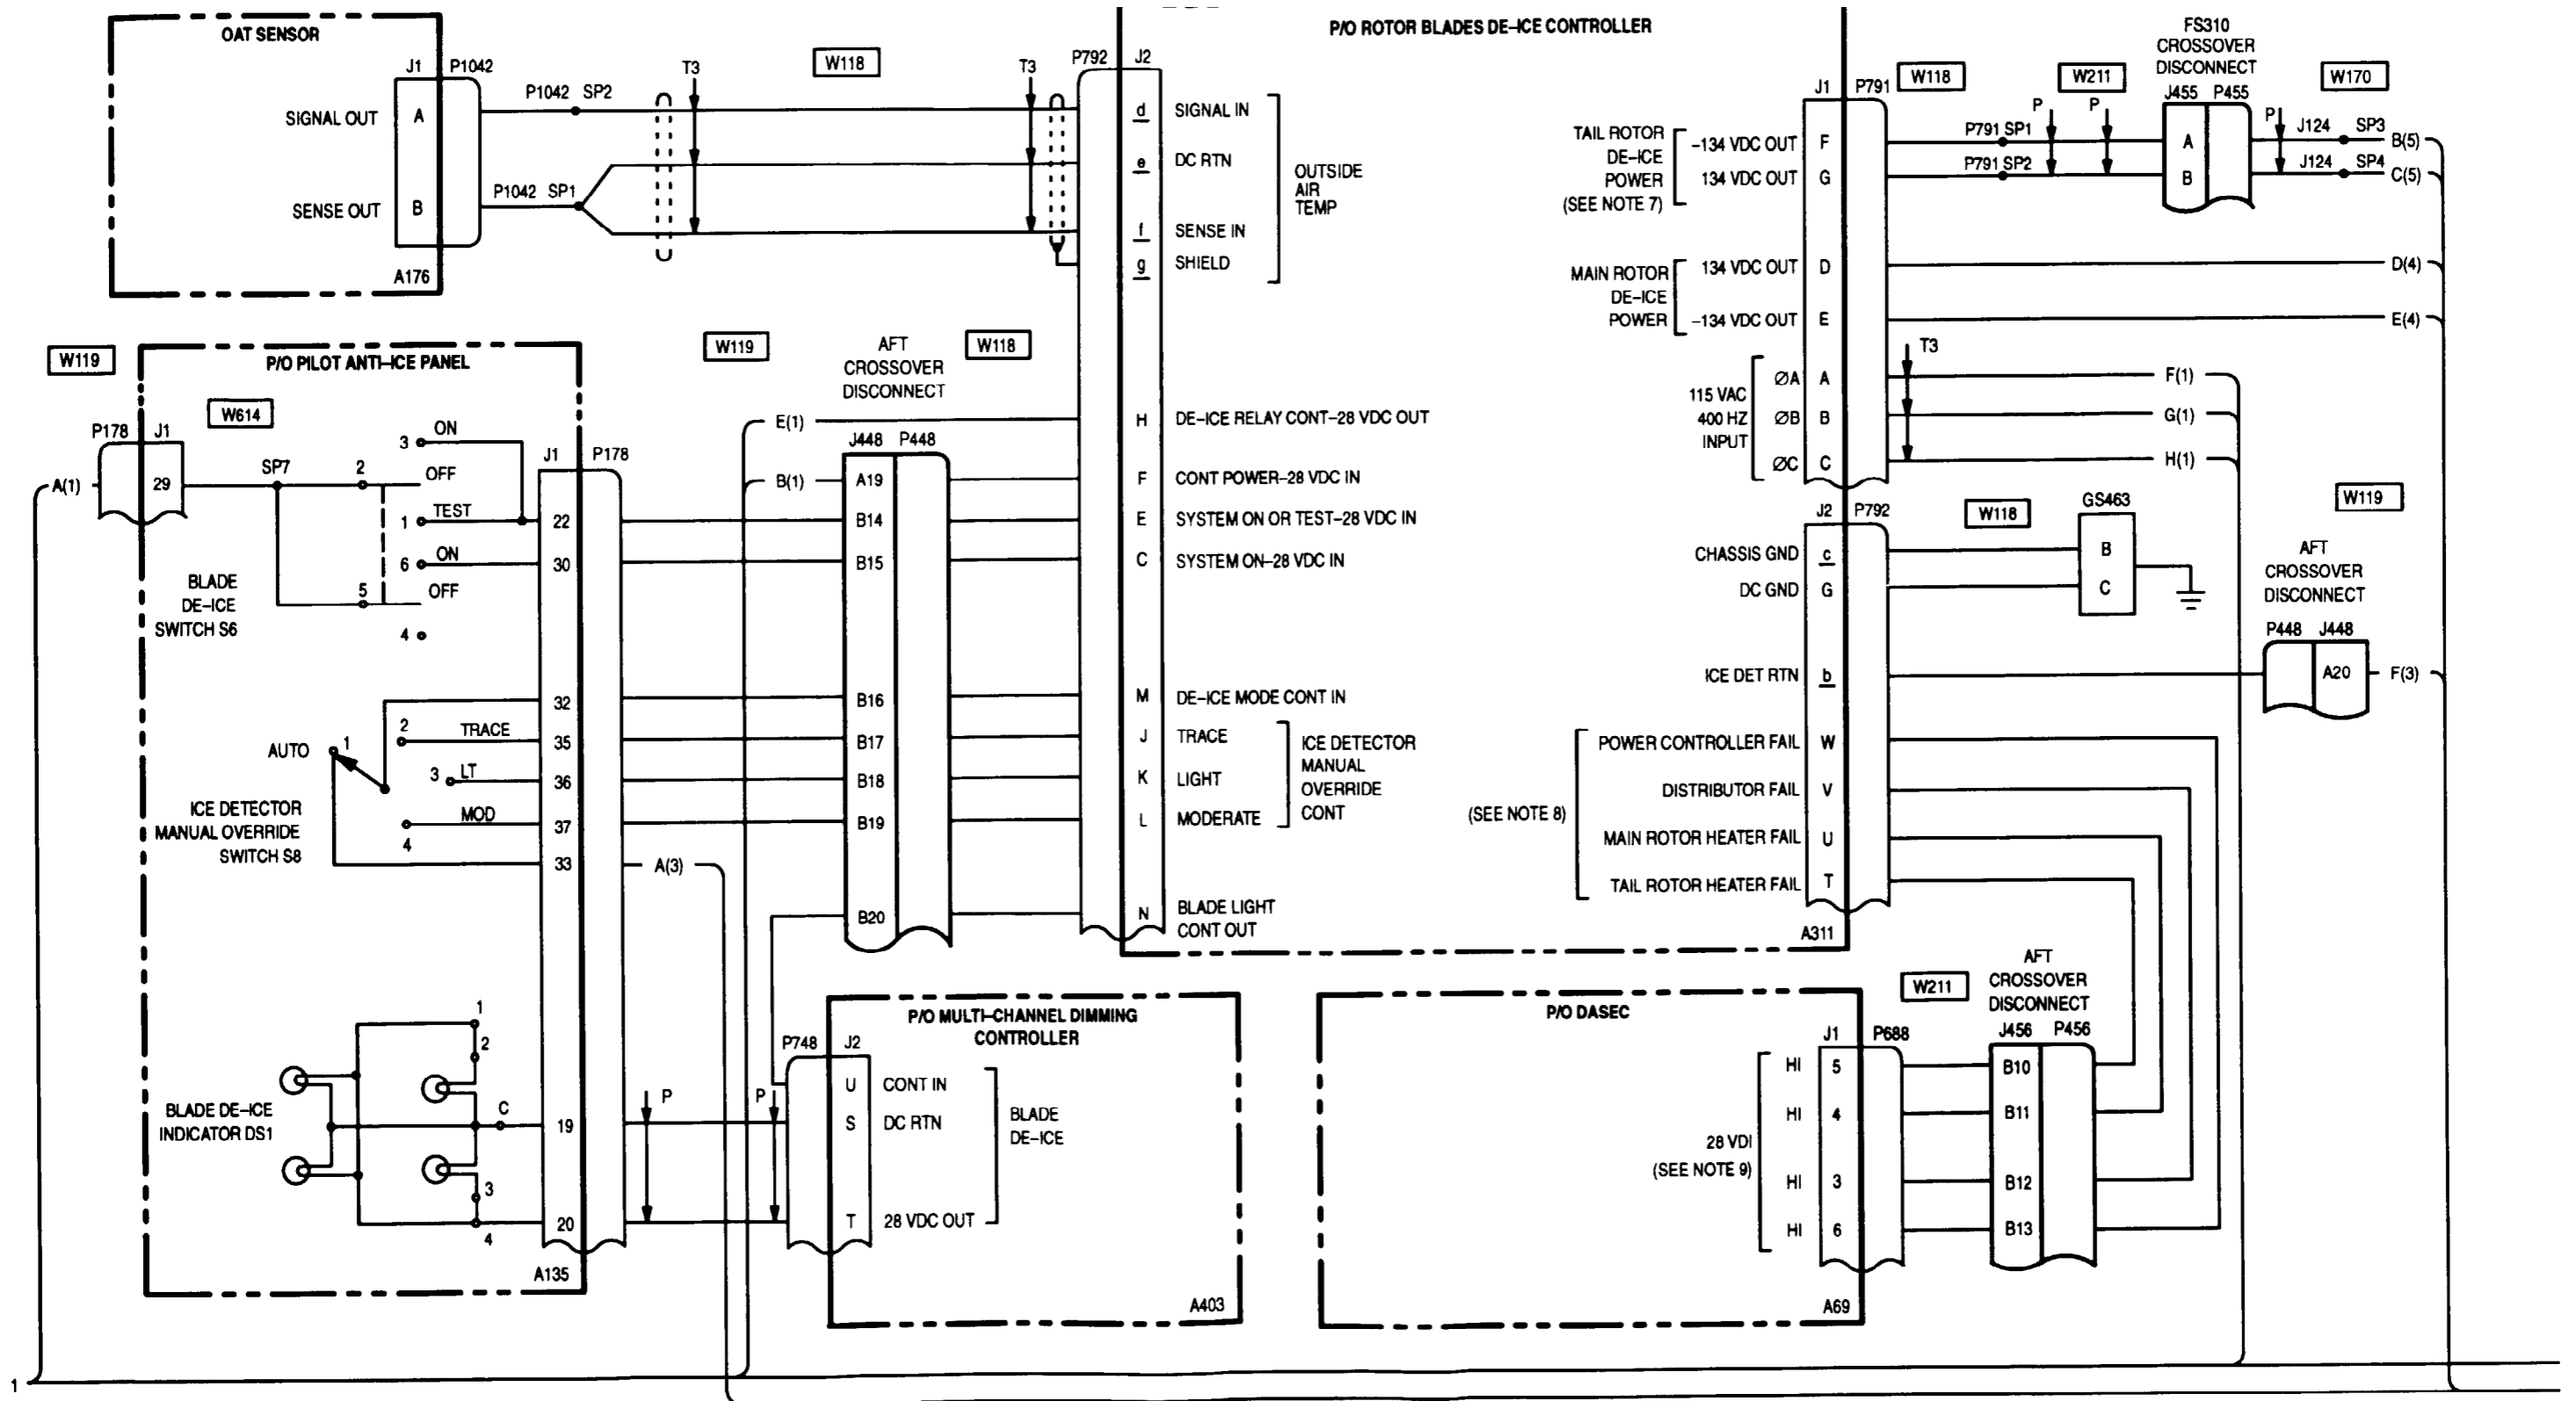 OAT SENSOR
J1 P1042
SIGNAL OUT A
SENSE OUT B
A176
P1042 SP2
P1042 SP1
T3
W118
T3
P792 J2
P/O ROTOR BLADES DE-ICE CONTROLLER
d SIGNAL IN
e DC RTN
f SENSE IN
g SHIELD
OUTSIDE
AIR
TEMP
TAIL ROTOR
DE-ICE
POWER
(SEE NOTE 7)
-134 VDC OUT F
134 VDC OUT G
MAIN ROTOR
DE-ICE
POWER
134 VDC OUT D
-134 VDC OUT E
115 VAC
400 HZ
INPUT
ØA A
ØB B
ØC C
J1 P791
W118
W211
FS310
CROSSOVER
DISCONNECT
J455 P455
W170
P791 SP1
P791 SP2
P
P
A
B
P
J124 SP3
J124 SP4
B(5)
C(5)
D(4)
E(4)
T3
F(1)
G(1)
H(1)
W119
P/O PILOT ANTI-ICE PANEL
P178 J1
W614
A(1)
29
SP7
2
3 ON
OFF
1 TEST
6 ON
5 OFF
4
BLADE
DE-ICE
SWITCH S6
J1 P178
22
30
32
35
36
37
33
19
20
AUTO 1
2 TRACE
3 LT
MOD
4
ICE DETECTOR
MANUAL OVERRIDE
SWITCH S8
A(3)
BLADE DE-ICE
INDICATOR DS1
1
2
C
3
4
A135
W119
AFT
CROSSOVER
DISCONNECT
W118
E(1)
B(1)
J448 P448
A19
B14
B15
B16
B17
B18
B19
B20
H DE-ICE RELAY CONT-28 VDC OUT
F CONT POWER-28 VDC IN
E SYSTEM ON OR TEST-28 VDC IN
C SYSTEM ON-28 VDC IN
M DE-ICE MODE CONT IN
J TRACE
K LIGHT
L MODERATE
ICE DETECTOR
MANUAL
OVERRIDE
CONT
N BLADE LIGHT
CONT OUT
J2 P792
CHASSIS GND c
DC GND G
ICE DET RTN b
(SEE NOTE 8)
POWER CONTROLLER FAIL W
DISTRIBUTOR FAIL V
MAIN ROTOR HEATER FAIL U
TAIL ROTOR HEATER FAIL T
A311
W118
GS463
B
C
W119
AFT
CROSSOVER
DISCONNECT
P448 J448
A20
F(3)
P
P
P748 J2
P/O MULTI-CHANNEL DIMMING
CONTROLLER
U CONT IN
S DC RTN
T 28 VDC OUT
BLADE
DE-ICE
A403
P/O DASEC
28 VDI
(SEE NOTE 9)
J1 P688
HI 5
HI 4
HI 3
HI 6
A69
W211
AFT
CROSSOVER
DISCONNECT
J456 P456
B10
B11
B12
B13
1